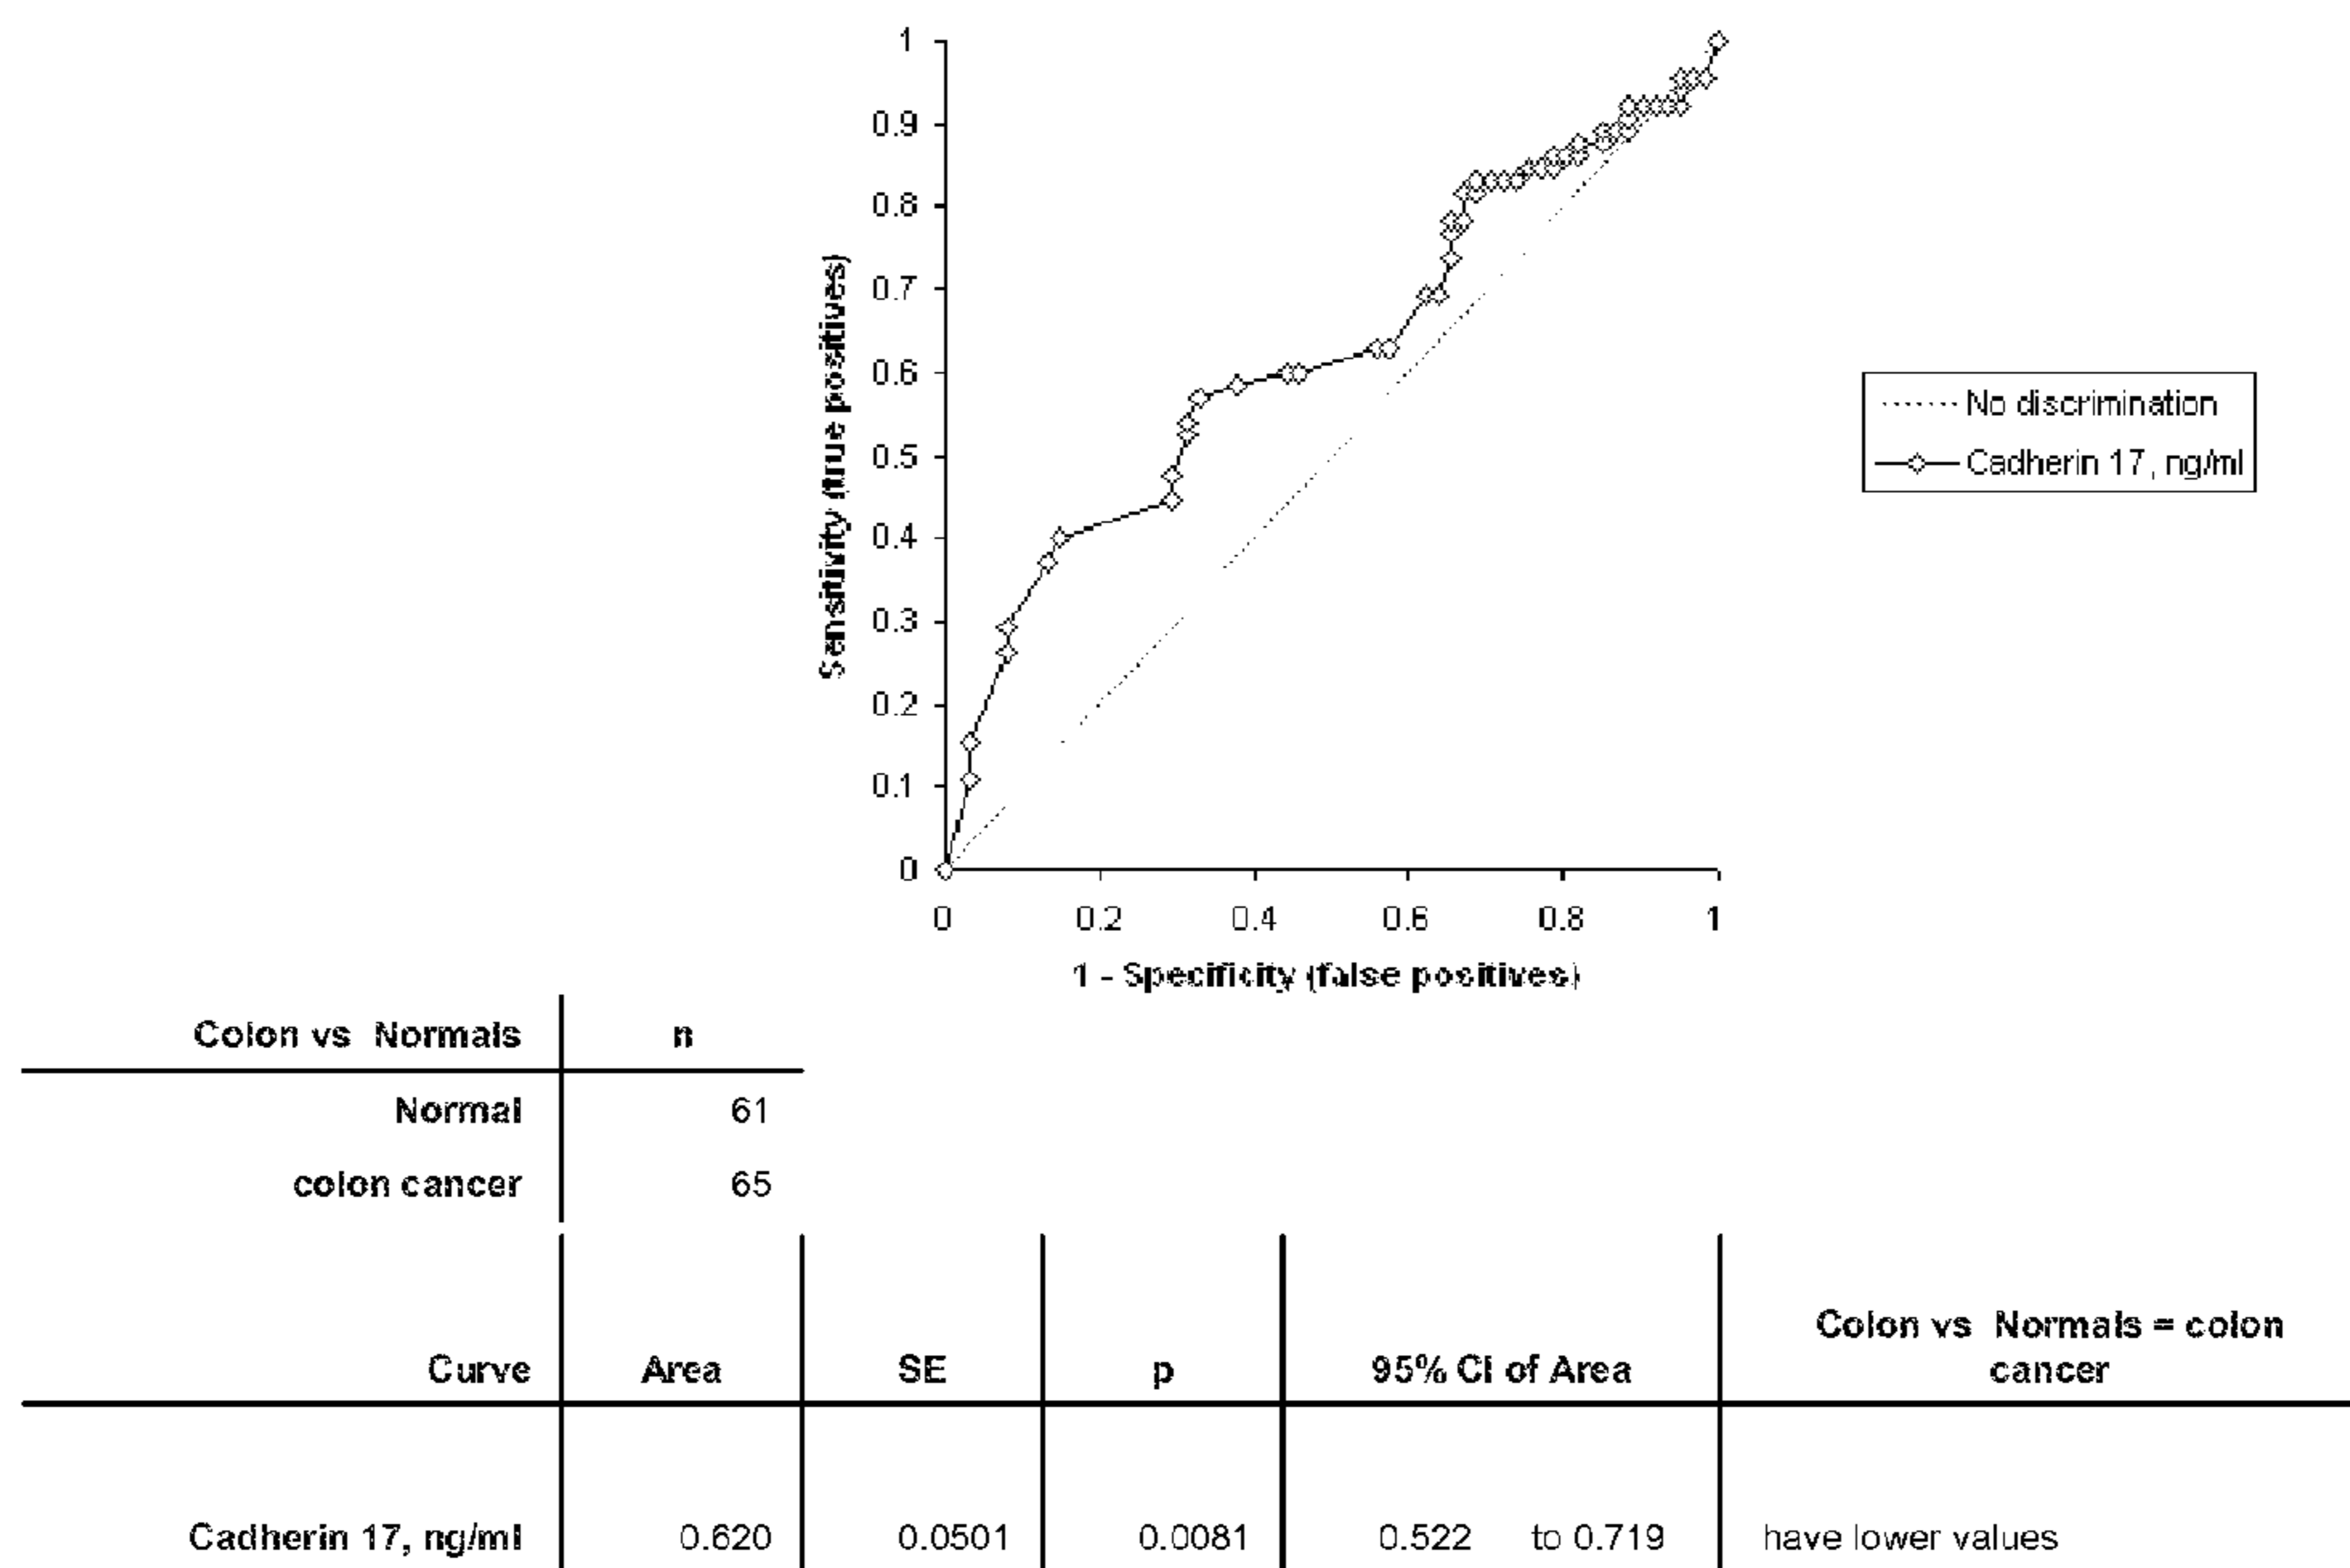 1
0.9
0.8
0.7
0.6
0.5
0.4
0.3
0.2
0.1
0
Sensitivity (true positives)
0 0.2 0.4 0.6 0.8 1
1 - Specificity (false positives)
No discrimination
Cadherin 17, ng/ml
Colon vs Normals n
Normal 61
colon cancer 65
Curve Area SE p 95% CI of Area Colon vs Normals = colon
cancer
Cadherin 17, ng/ml 0.620 0.0501 0.0081 0.522 to 0.719 have lower values